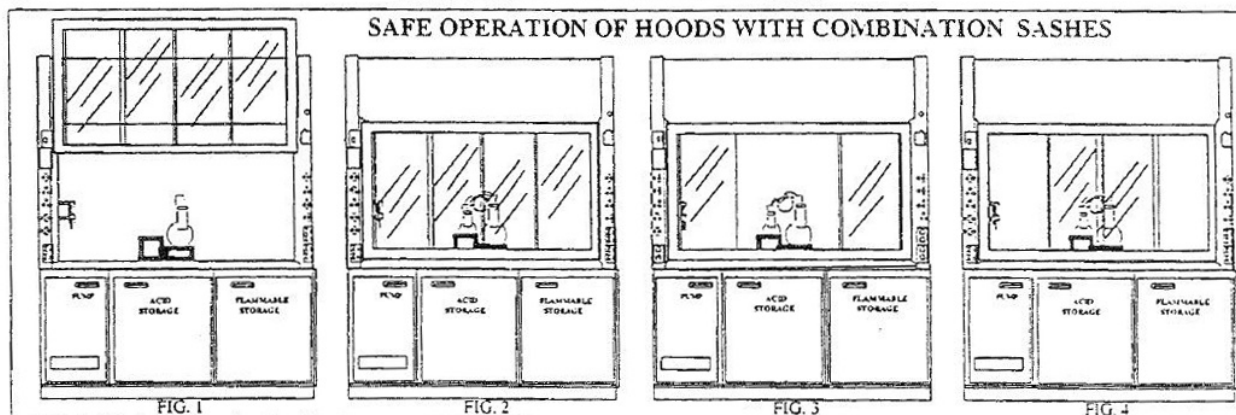 SAFE OPERATION OF HOODS WITH COMBINATION SASHES
PUMP
ACID
STORAGE
FLAMMABLE
STORAGE
PUMP
ACID
STORAGE
FLAMMABLE
STORAGE
PUMP
ACID
STORAGE
FLAMMABLE
STORAGE
PUMP
ACID
STORAGE
FLAMMABLE
STORAGE
FIG. 1
FIG. 2
FIG. 3
FIG. 4